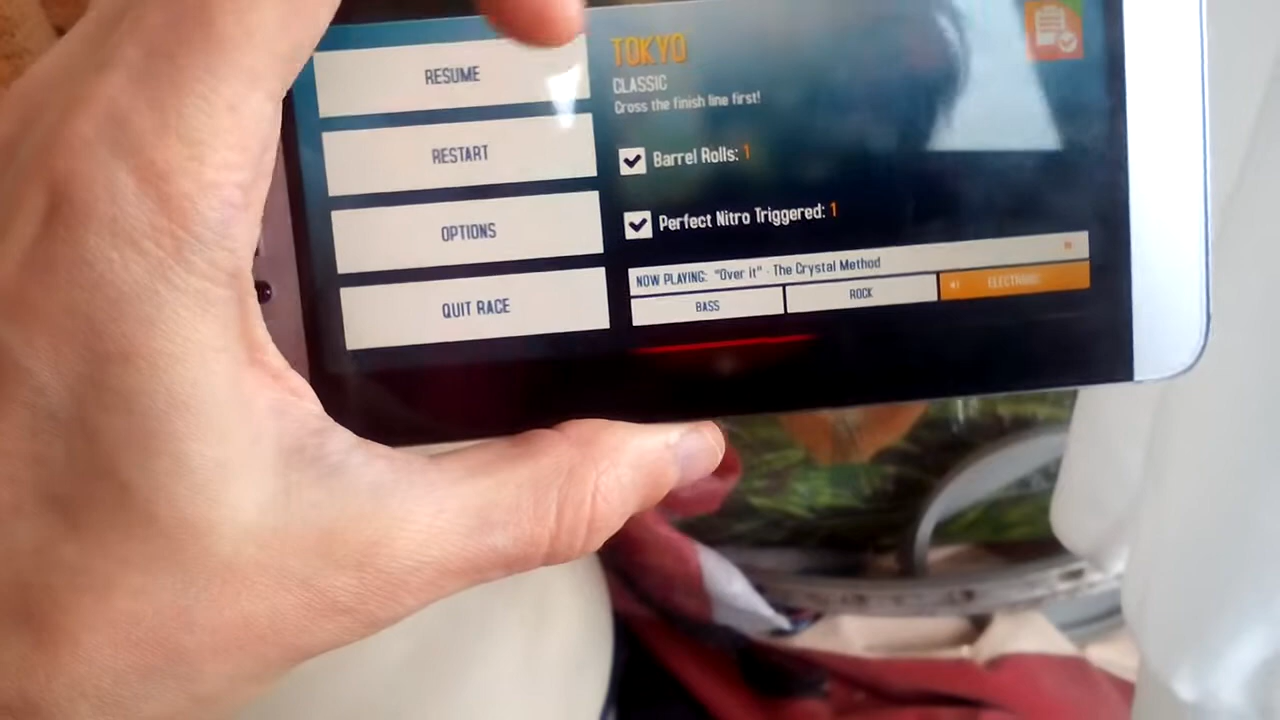 RESUME
RESTART
OPTIONS
QUIT RACE
TOKYO
CLASSIC
Cross the finish line first!
Barrel Rolls: 1
Perfect Nitro Triggered: 1
NOW PLAYING: "Over it" - The Crystal Method
BASS
ROCK
ELECTRONIC